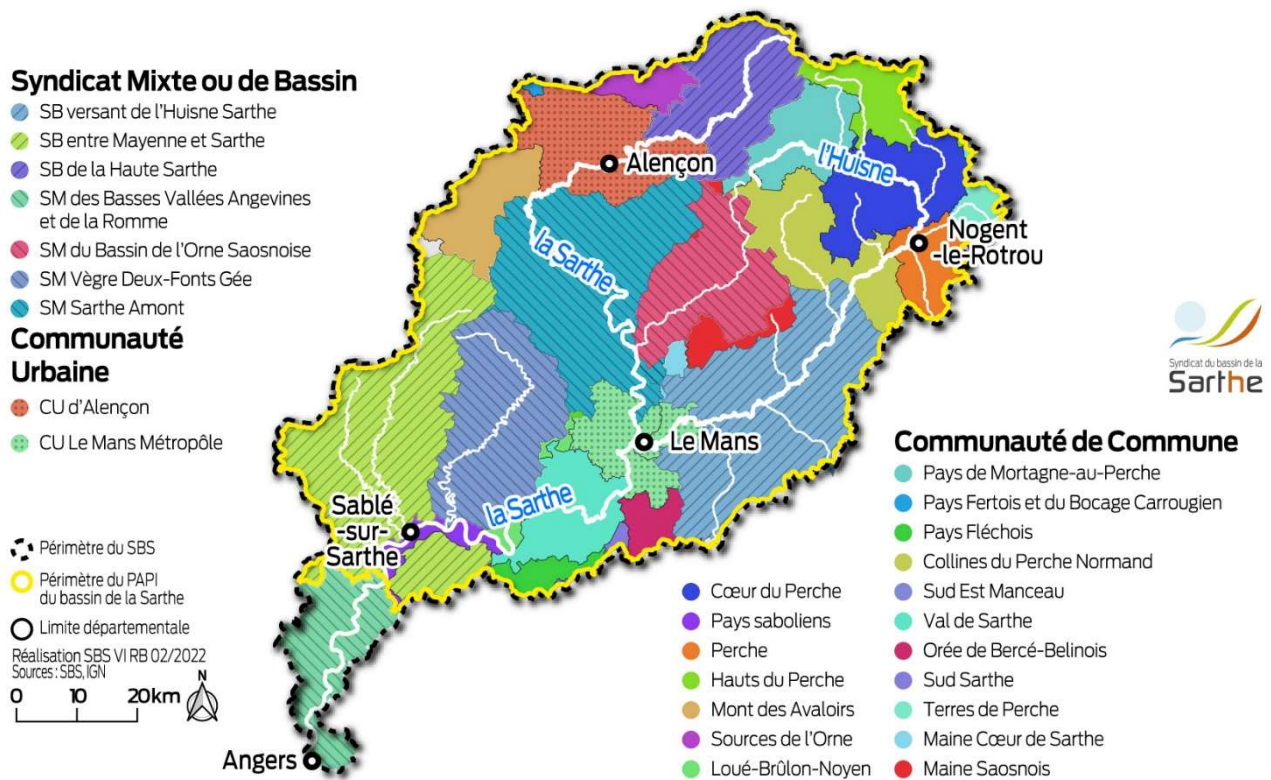 Syndicat Mixte ou de Bassin
SB versant de l'Huisne Sarthe
SB entre Mayenne et Sarthe
SB de la Haute Sarthe
SM des Basses Vallées Angevines
et de la Romme
SM du Bassin de l'Orne Saosnoise
SM Vègre Deux-Fonts Gée
SM Sarthe Amont
Communauté
Urbaine
CU d'Alençon
CU Le Mans Métropôle
Périmètre du SBS
Périmètre du PAPI
du bassin de la Sarthe
Limite départementale
Réalisation SBS VI RB 02/2022
Sources : SBS, IGN
0 10 20km
N
Alençon
l'Huisne
Nogent
-le-Rotrou
la Sarthe
Le Mans
la Sarthe
Sablé
-sur-
Sarthe
Angers
Syndicat du bassin de la
Sarthe
Communauté de Commune
Pays de Mortagne-au-Perche
Pays Fertois et du Bocage Carrougien
Pays Fléchois
Collines du Perche Normand
Sud Est Manceau
Val de Sarthe
Orée de Bercé-Belinois
Sud Sarthe
Terres de Perche
Maine Cœur de Sarthe
Maine Saosnois
Cœur du Perche
Pays saboliens
Perche
Hauts du Perche
Mont des Avaloirs
Sources de l'Orne
Loué-Brûlon-Noyen